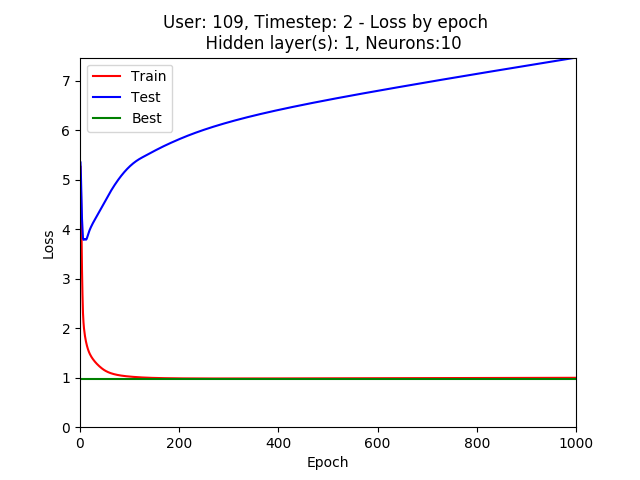 User: 109, Timestep: 2 - Loss by epoch
Hidden layer(s): 1, Neurons:10
Train
Test
Best
7
6
5
4
3
2
1
0
Loss
0 200 400 600 800 1000
Epoch